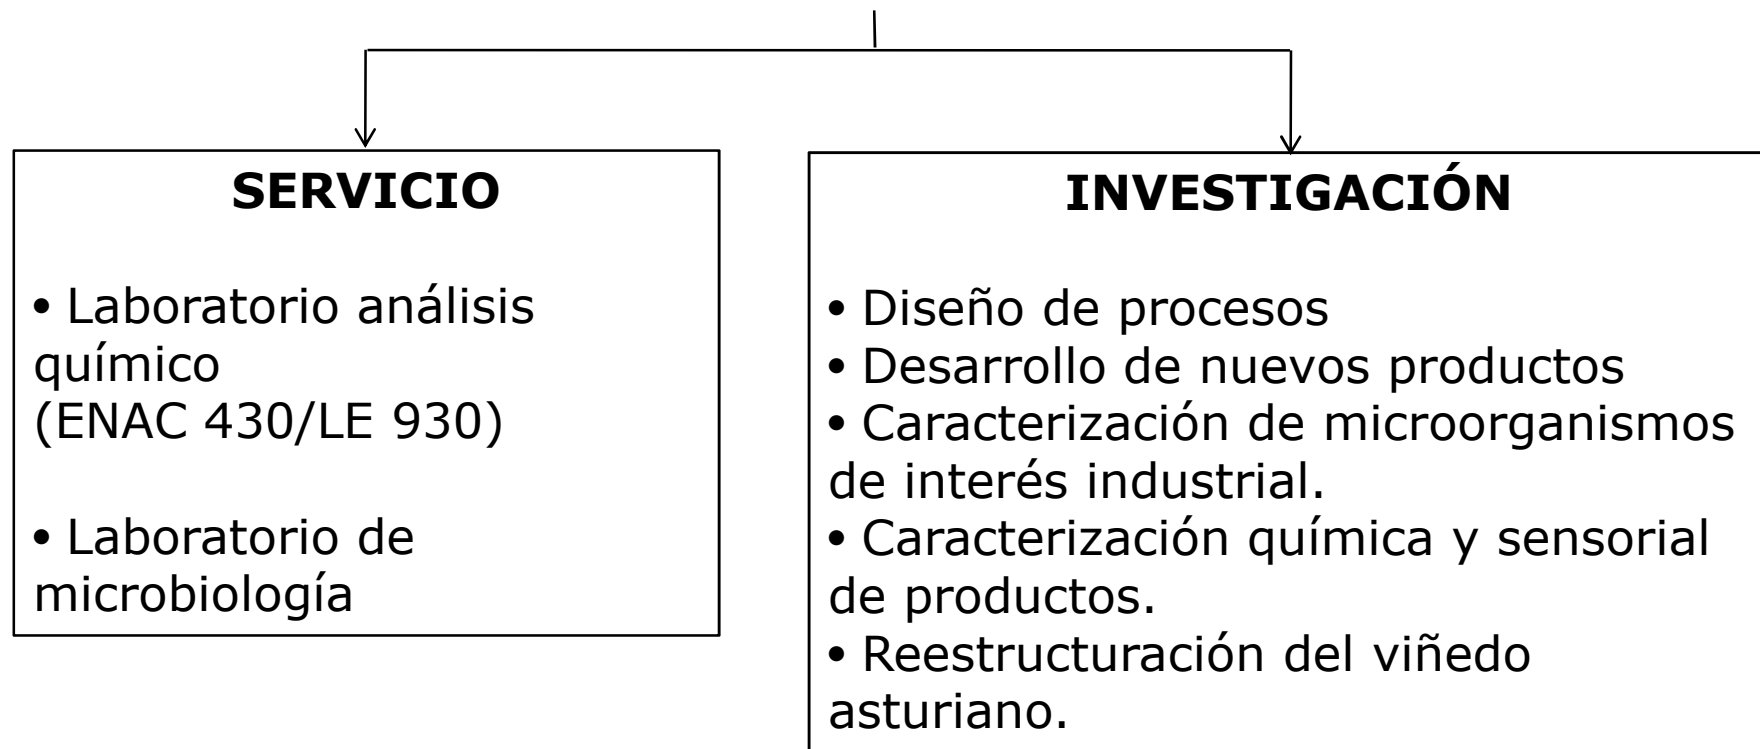 SERVICIO
• Laboratorio análisis
químico
(ENAC 430/LE 930)
• Laboratorio de
microbiología
INVESTIGACIÓN
• Diseño de procesos
• Desarrollo de nuevos productos
• Caracterización de microorganismos
de interés industrial.
• Caracterización química y sensorial
de productos.
• Reestructuración del viñedo
asturiano.